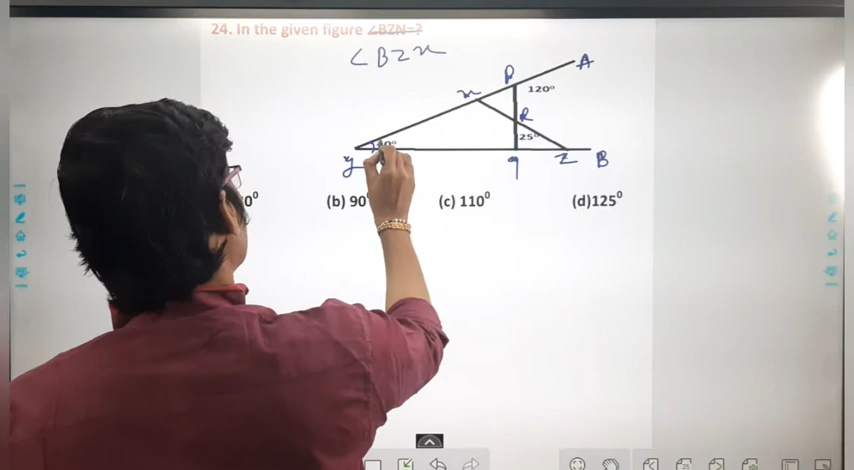 24. In the given figure ∠BZN=?
∠BZx
A
P
x
120°
R
25°
y
q
z
B
(b) 90
(c) 110⁰
(d)125⁰